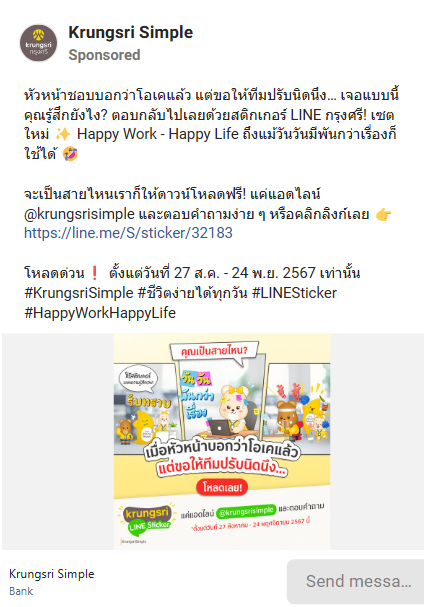 Krungsri Simple
Sponsored
krungsri
กรุงศรี
หัวหน้าชอบบอกว่าโอเคแล้ว แต่ขอให้ทีมปรับนิดนึง... เจอแบบนี้
คุณรู้สึกยังไง? ตอบกลับไปเลยด้วยสติกเกอร์ LINE กรุงศรี! เซต
ใหม่ ✨ Happy Work - Happy Life ถึงแม้วันวันมีพันกว่าเรื่องก็
ใช้ได้ 🤣
จะเป็นสายไหนเราก็ให้ดาวน์โหลดฟรี! แค่แอดไลน์
@krungsrisimple และตอบคำถามง่าย ๆ หรือคลิกลิงก์เลย 👉
https://line.me/S/sticker/32183
โหลดด่วน❗ ตั้งแต่วันที่ 27 ส.ค. - 24 พ.ย. 2567 เท่านั้น
#KrungsriSimple #ชีวิตง่ายได้ทุกวัน #LINESticker
#HappyWorkHappyLife
คุณเป็นสายไหน?
วัน วัน
พันกว่า
เรื่อง
เมื่อหัวหน้าบอกว่าโอเคแล้ว
แต่ขอให้ทีมปรับนิดนึง...
โหลดเลย!
krungsri
LINE Sticker
แค่แอดไลน์ @krungsrisimple และตอบคำถาม
*ตั้งแต่วันที่ 27 สิงหาคม - 24 พฤศจิกายน 2567 นี้
Krungsri Simple
Bank
Send messa...